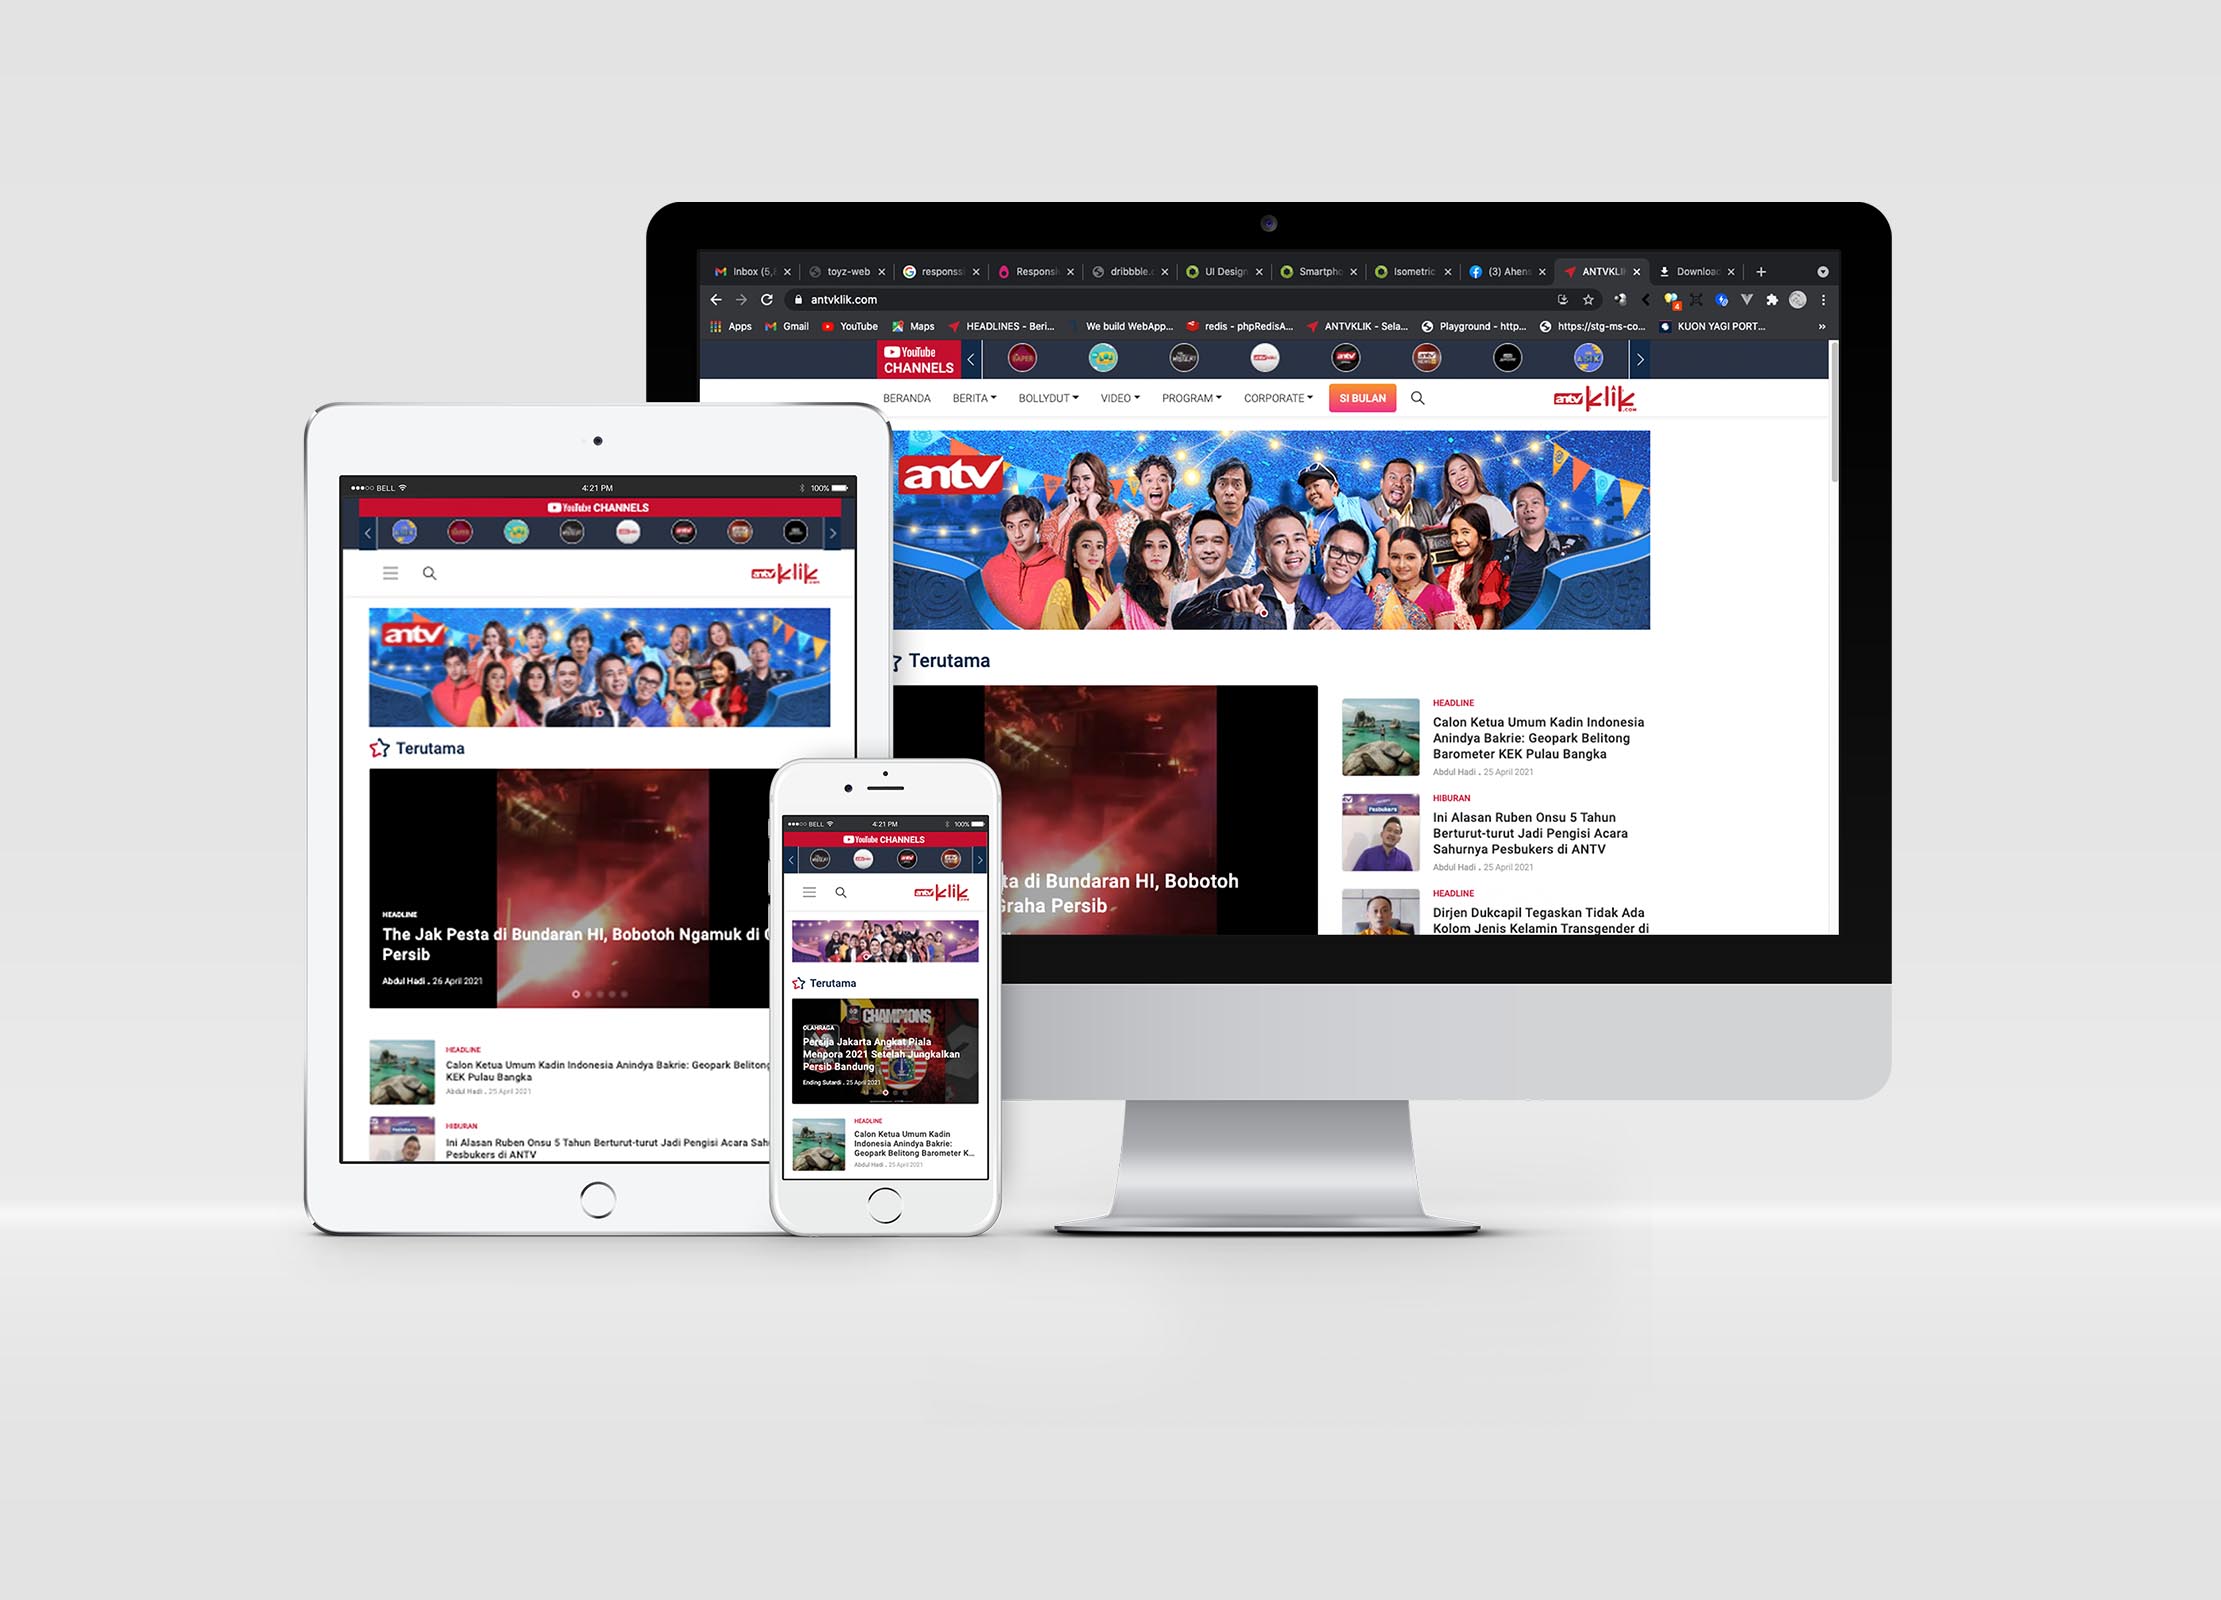 Inbox (5,8
toyz-web
responssi
Responsiv
dribbble.c
UI Design
Smartpho
Isometric
(3) Ahens
ANTVKLIK
Download
antvklik.com
4
Apps
Gmail
YouTube
Maps
HEADLINES - Beri...
We build WebApp...
redis - phpRedisA...
ANTVKLIK - Sela...
Playground - http...
https://stg-ms-co...
KUON YAGI PORT...
»
YouTube
CHANNELS
BERANDA
BERITA
BOLLYDUT
VIDEO
PROGRAM
CORPORATE
SI BULAN
antv klik
.COM
antv
Terutama
ta di Bundaran HI, Bobotoh
Graha Persib
HEADLINE
Calon Ketua Umum Kadin Indonesia
Anindya Bakrie: Geopark Belitong
Barometer KEK Pulau Bangka
Abdul Hadi . 25 April 2021
HIBURAN
Ini Alasan Ruben Onsu 5 Tahun
Berturut-turut Jadi Pengisi Acara
Sahurnya Pesbukers di ANTV
Abdul Hadi . 25 April 2021
HEADLINE
Dirjen Dukcapil Tegaskan Tidak Ada
Kolom Jenis Kelamin Transgender di
BELL
4:21 PM
100%
YouTube CHANNELS
antv klik
antv
Terutama
HEADLINE
The Jak Pesta di Bundaran HI, Bobotoh Ngamuk di G
Persib
Abdul Hadi . 26 April 2021
HEADLINE
Calon Ketua Umum Kadin Indonesia Anindya Bakrie: Geopark Belitong
KEK Pulau Bangka
Abdul Hadi . 25 April 2021
HIBURAN
Ini Alasan Ruben Onsu 5 Tahun Berturut-turut Jadi Pengisi Acara Sahu
Pesbukers di ANTV
BELL
4:21 PM
100%
YouTube CHANNELS
antv klik
Terutama
CHAMPIONS
OLAHRAGA
Persija Jakarta Angkat Piala
Menpora 2021 Setelah Jungkalkan
Persib Bandung
Ending Sutardi . 25 April 2021
HEADLINE
Calon Ketua Umum Kadin
Indonesia Anindya Bakrie:
Geopark Belitong Barometer K...
Abdul Hadi . 25 April 2021